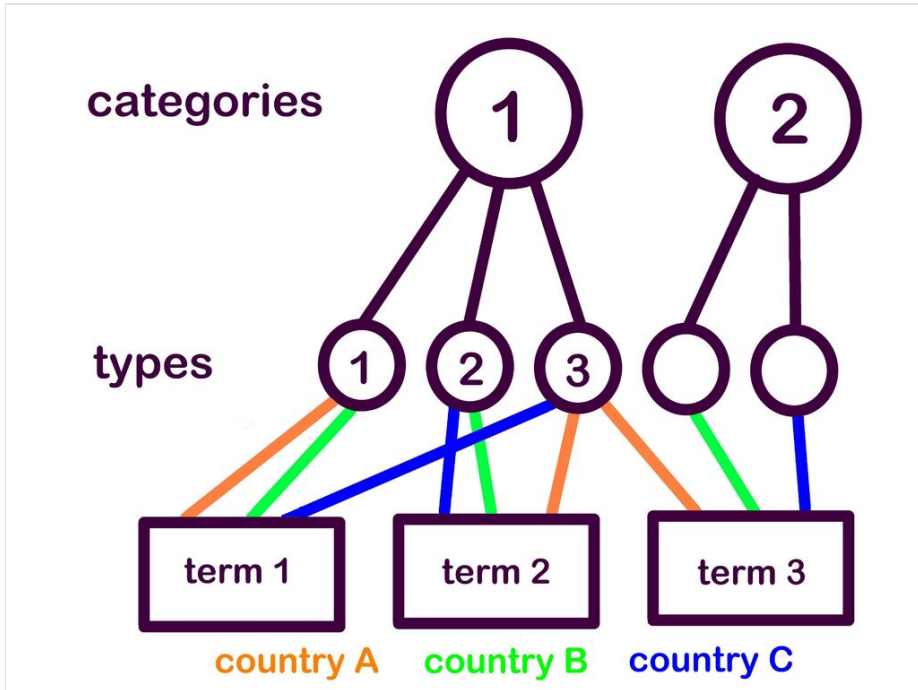 categories
1
2
types
1
2
3
term 1
term 2
term 3
country A
country B
country C